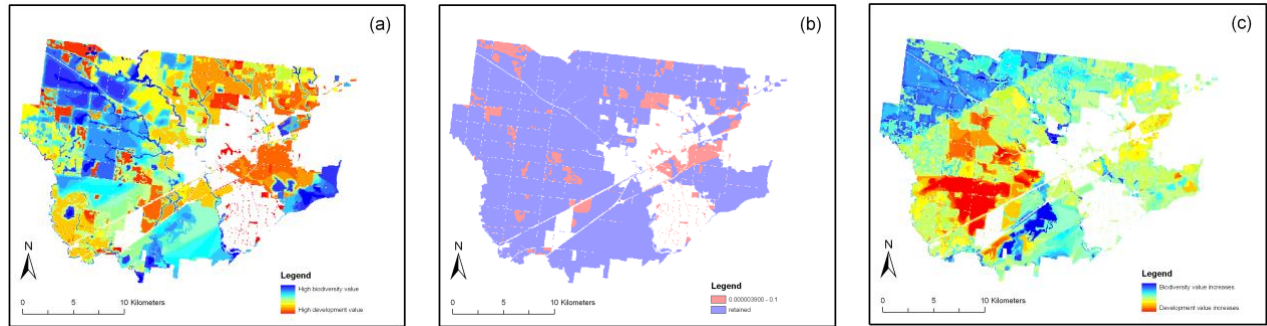 (a)
N
0 5 10 Kilometers
Legend
High biodiversity value
High development value
(b)
N
0 5 10 Kilometers
Legend
0.000003900 - 0.1
retained
(c)
N
0 5 10 Kilometers
Legend
Biodiversity value increases
Development value increases